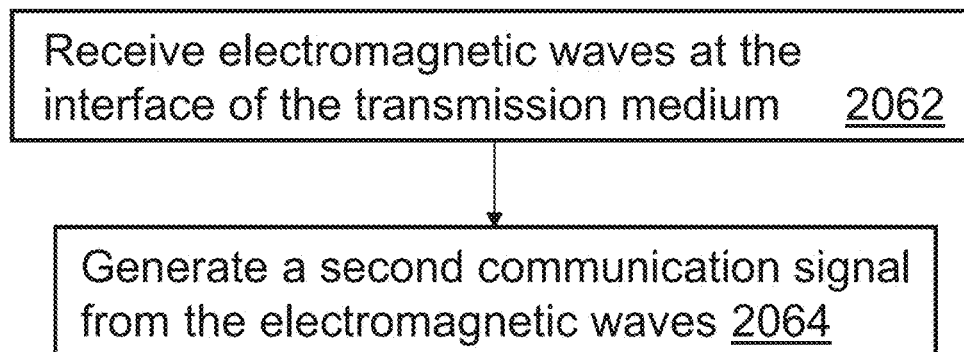 Receive electromagnetic waves at the
interface of the transmission medium 2062
Generate a second communication signal
from the electromagnetic waves 2064